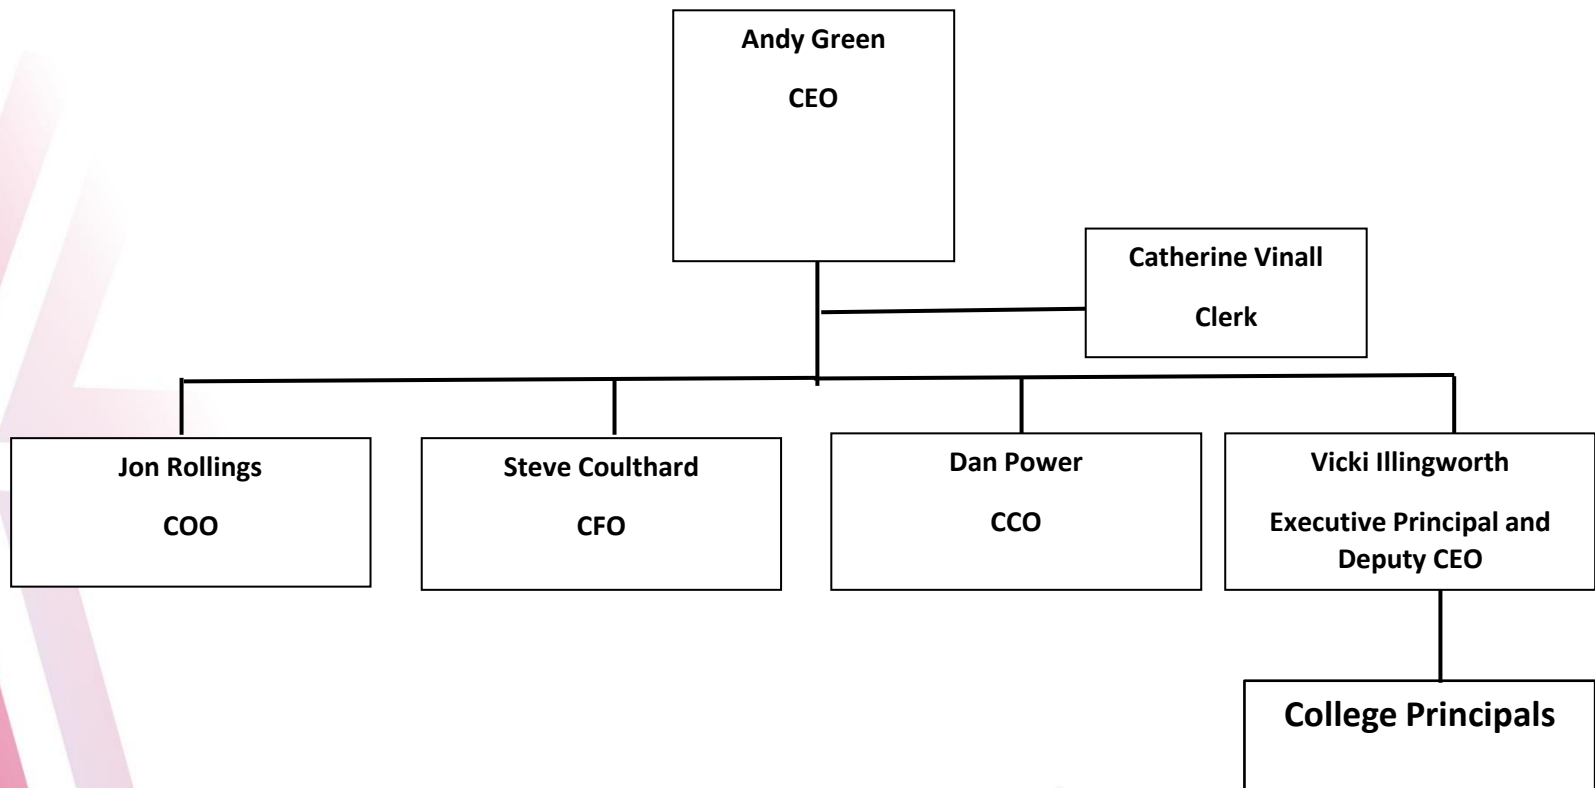 Andy Green
CEO
Catherine Vinall
Clerk
Jon Rollings
COO
Steve Coulthard
CFO
Dan Power
CCO
Vicki Illingworth
Executive Principal and
Deputy CEO
College Principals